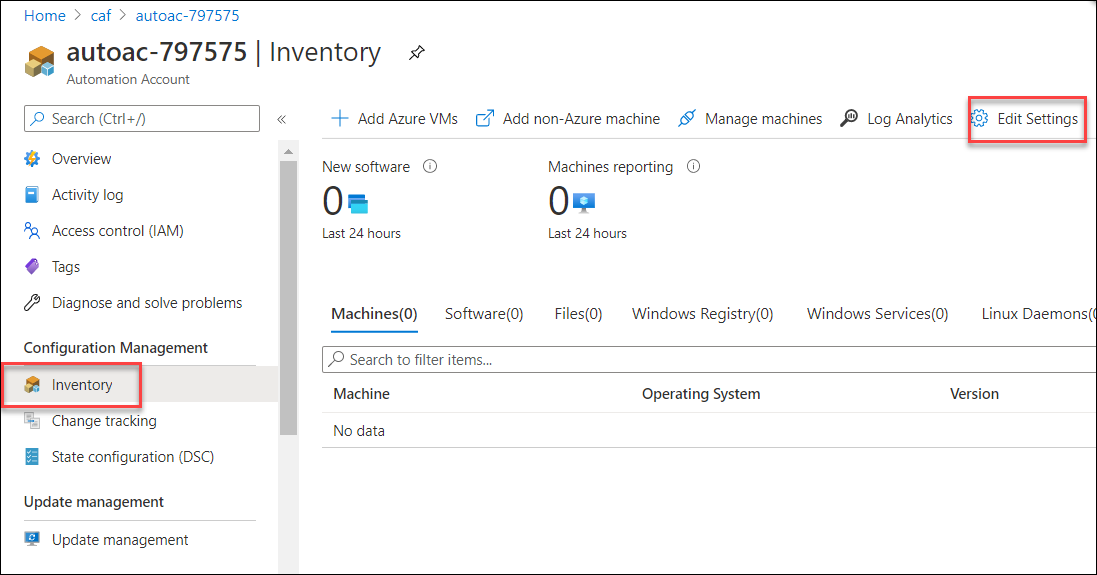 Home > caf > autoac-797575
autoac-797575 | Inventory
Automation Account
Search (Ctrl+/)
«
Overview
Activity log
Access control (IAM)
Tags
Diagnose and solve problems
Configuration Management
Inventory
Change tracking
State configuration (DSC)
Update management
Update management
Add Azure VMs Add non-Azure machine Manage machines Log Analytics Edit Settings
New software Machines reporting
0 0
Last 24 hours Last 24 hours
Machines(0) Software(0) Files(0) Windows Registry(0) Windows Services(0) Linux Daemons(
Search to filter items...
Machine Operating System Version
No data